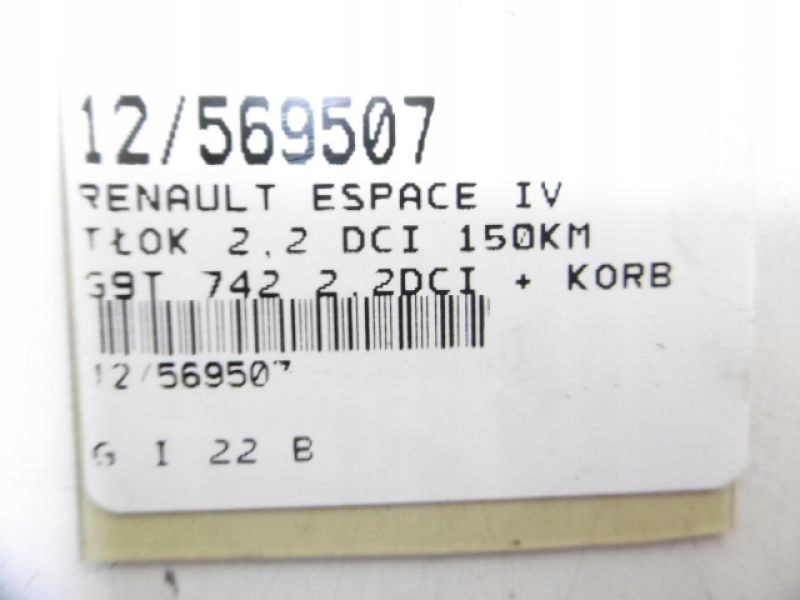 12/569507
RENAULT ESPACE IV
TŁOK 2,2 DCI 150KM
G9T 742 2.2DCI + KORB
12/569507
G I 22 B